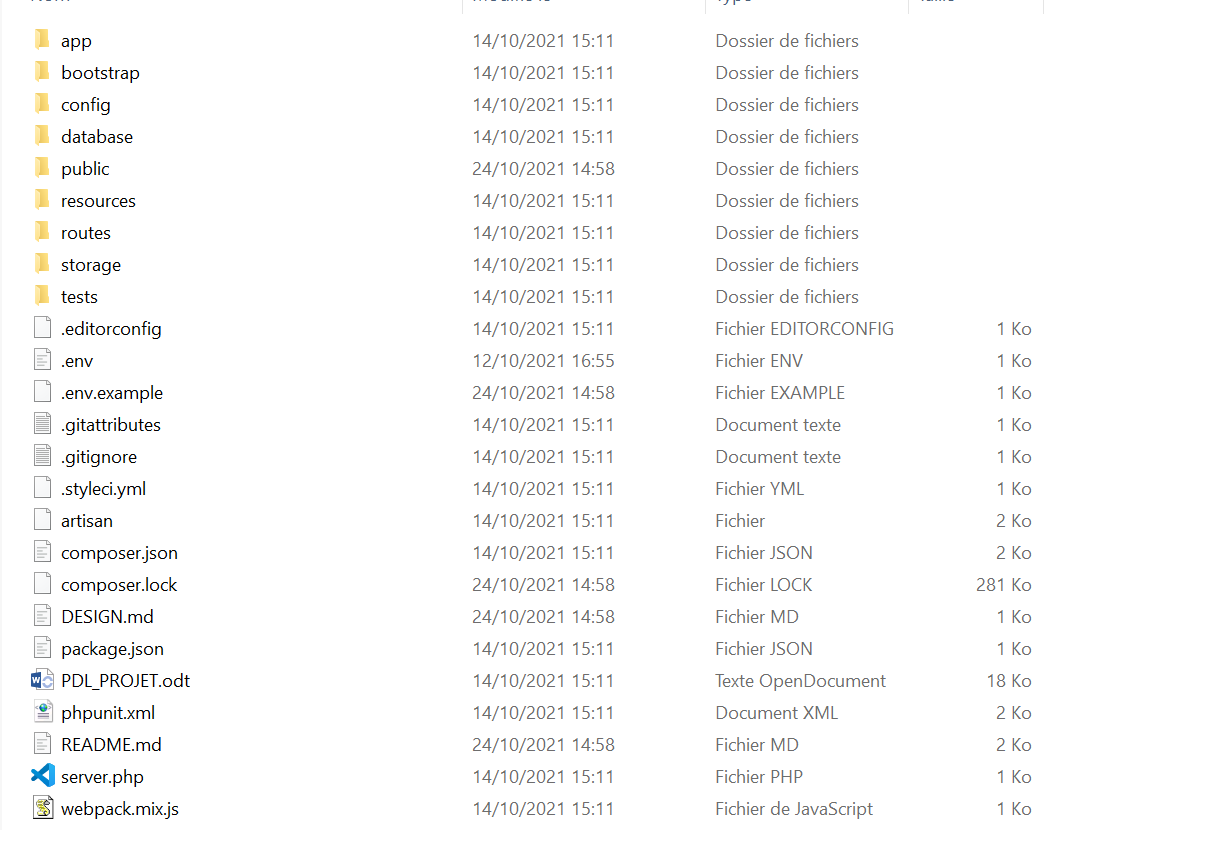 app 14/10/2021 15:11 Dossier de fichiers
bootstrap 14/10/2021 15:11 Dossier de fichiers
config 14/10/2021 15:11 Dossier de fichiers
database 14/10/2021 15:11 Dossier de fichiers
public 24/10/2021 14:58 Dossier de fichiers
resources 14/10/2021 15:11 Dossier de fichiers
routes 14/10/2021 15:11 Dossier de fichiers
storage 14/10/2021 15:11 Dossier de fichiers
tests 14/10/2021 15:11 Dossier de fichiers
.editorconfig 14/10/2021 15:11 Fichier EDITORCONFIG 1 Ko
.env 12/10/2021 16:55 Fichier ENV 1 Ko
.env.example 24/10/2021 14:58 Fichier EXAMPLE 1 Ko
.gitattributes 14/10/2021 15:11 Document texte 1 Ko
.gitignore 14/10/2021 15:11 Document texte 1 Ko
.styleci.yml 14/10/2021 15:11 Fichier YML 1 Ko
artisan 14/10/2021 15:11 Fichier 2 Ko
composer.json 14/10/2021 15:11 Fichier JSON 2 Ko
composer.lock 24/10/2021 14:58 Fichier LOCK 281 Ko
DESIGN.md 24/10/2021 14:58 Fichier MD 1 Ko
package.json 14/10/2021 15:11 Fichier JSON 1 Ko
PDL_PROJET.odt 14/10/2021 15:11 Texte OpenDocument 18 Ko
phpunit.xml 14/10/2021 15:11 Document XML 2 Ko
README.md 24/10/2021 14:58 Fichier MD 2 Ko
server.php 14/10/2021 15:11 Fichier PHP 1 Ko
webpack.mix.js 14/10/2021 15:11 Fichier de JavaScript 1 Ko